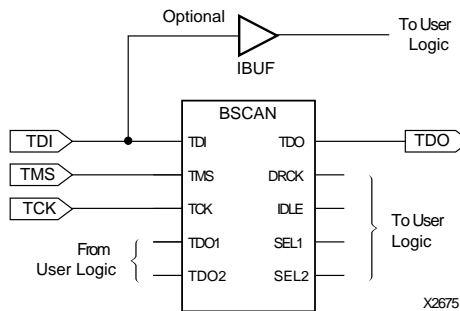 Optional
To User
Logic
IBUF
BSCAN
TDI TDI TDO TDO
TMS TMS DRCK
TCK TCK IDLE
To User
Logic
From
User Logic
TDO1 SEL1
TDO2 SEL2
X2675